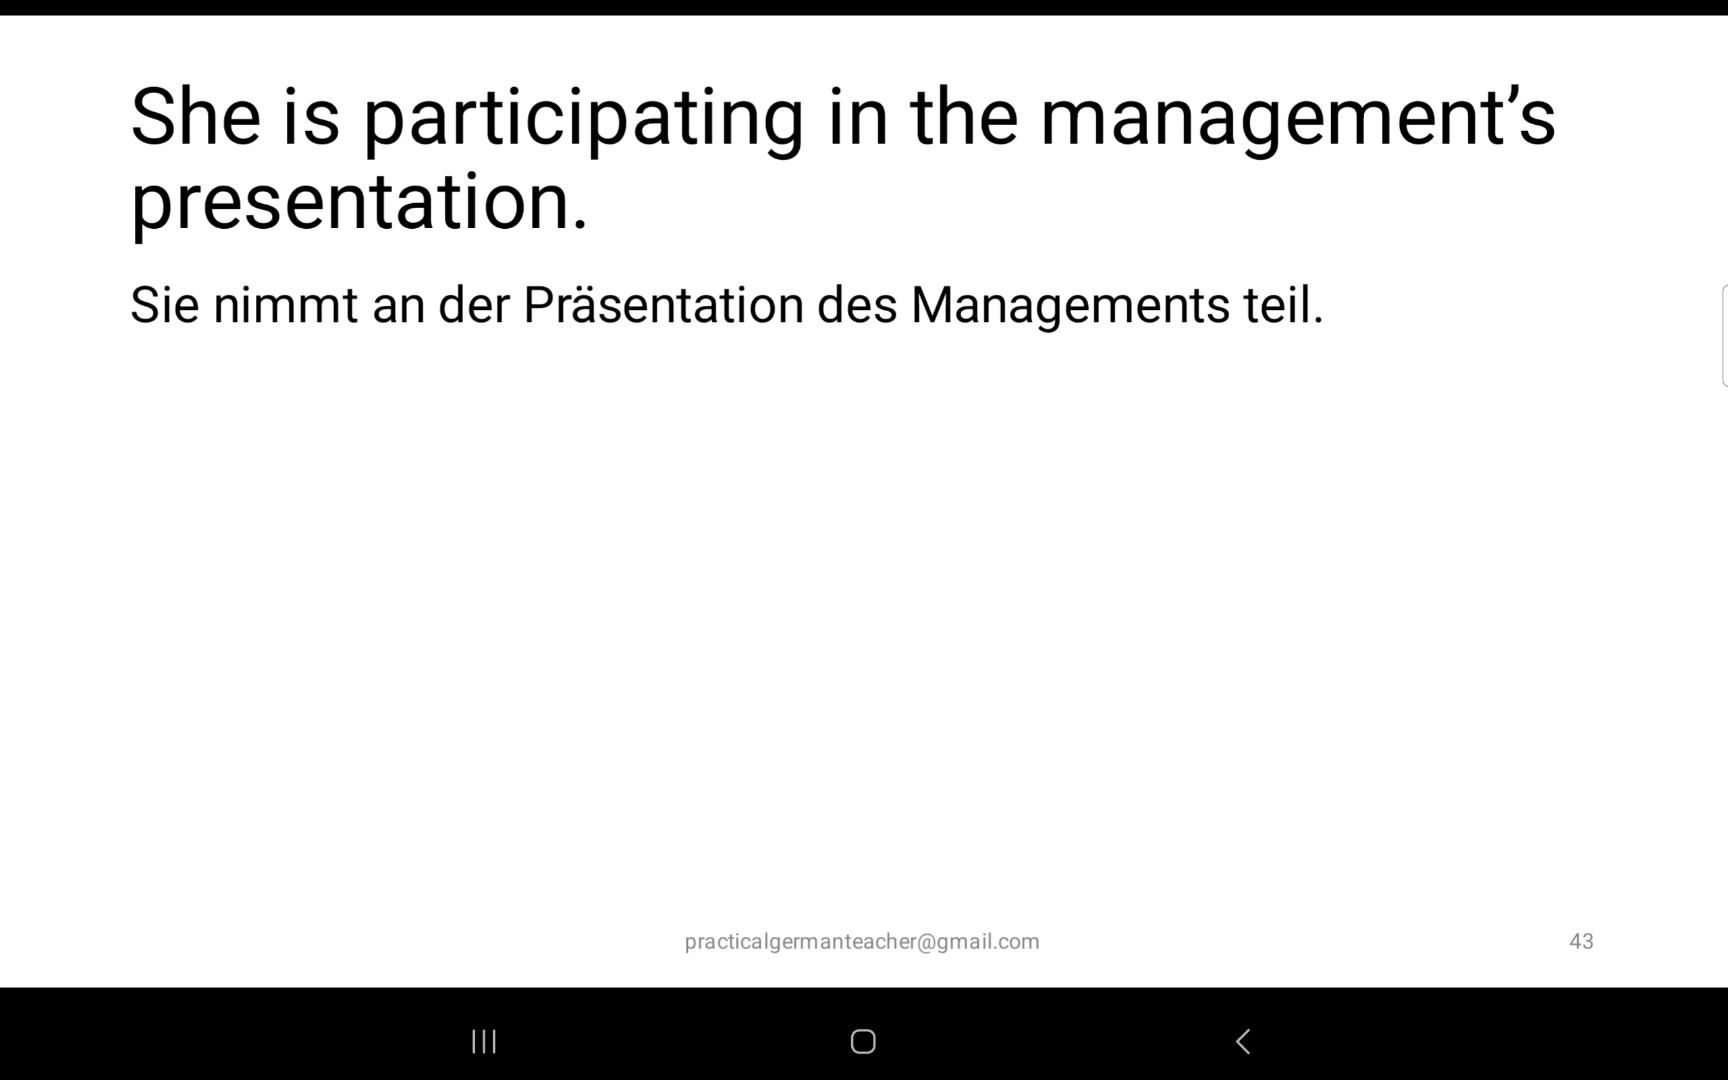 She is participating in the management’s
presentation.
Sie nimmt an der Präsentation des Managements teil.
practicalgermanteacher@gmail.com
43